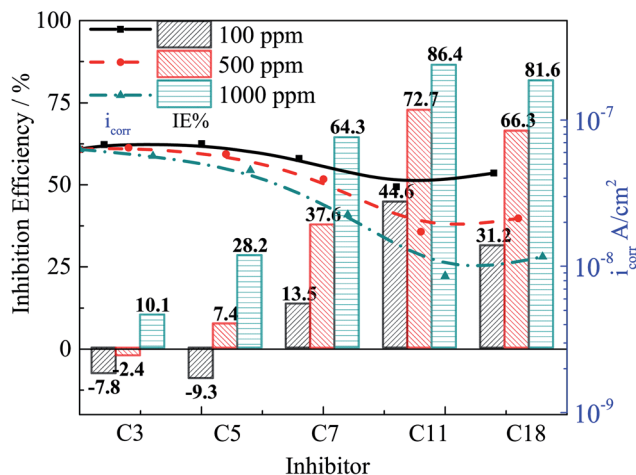 100
75
50
25
0
Inhibition Efficiency / %
100 ppm
500 ppm
1000 ppm
i_corr IE%
-7.8
-2.4
10.1
-9.3
7.4
28.2
13.5
37.6
64.3
44.6
72.7
86.4
31.2
66.3
81.6
10^-7
10^-8
10^-9
i_corr A/cm^2
C3 C5 C7 C11 C18
Inhibitor